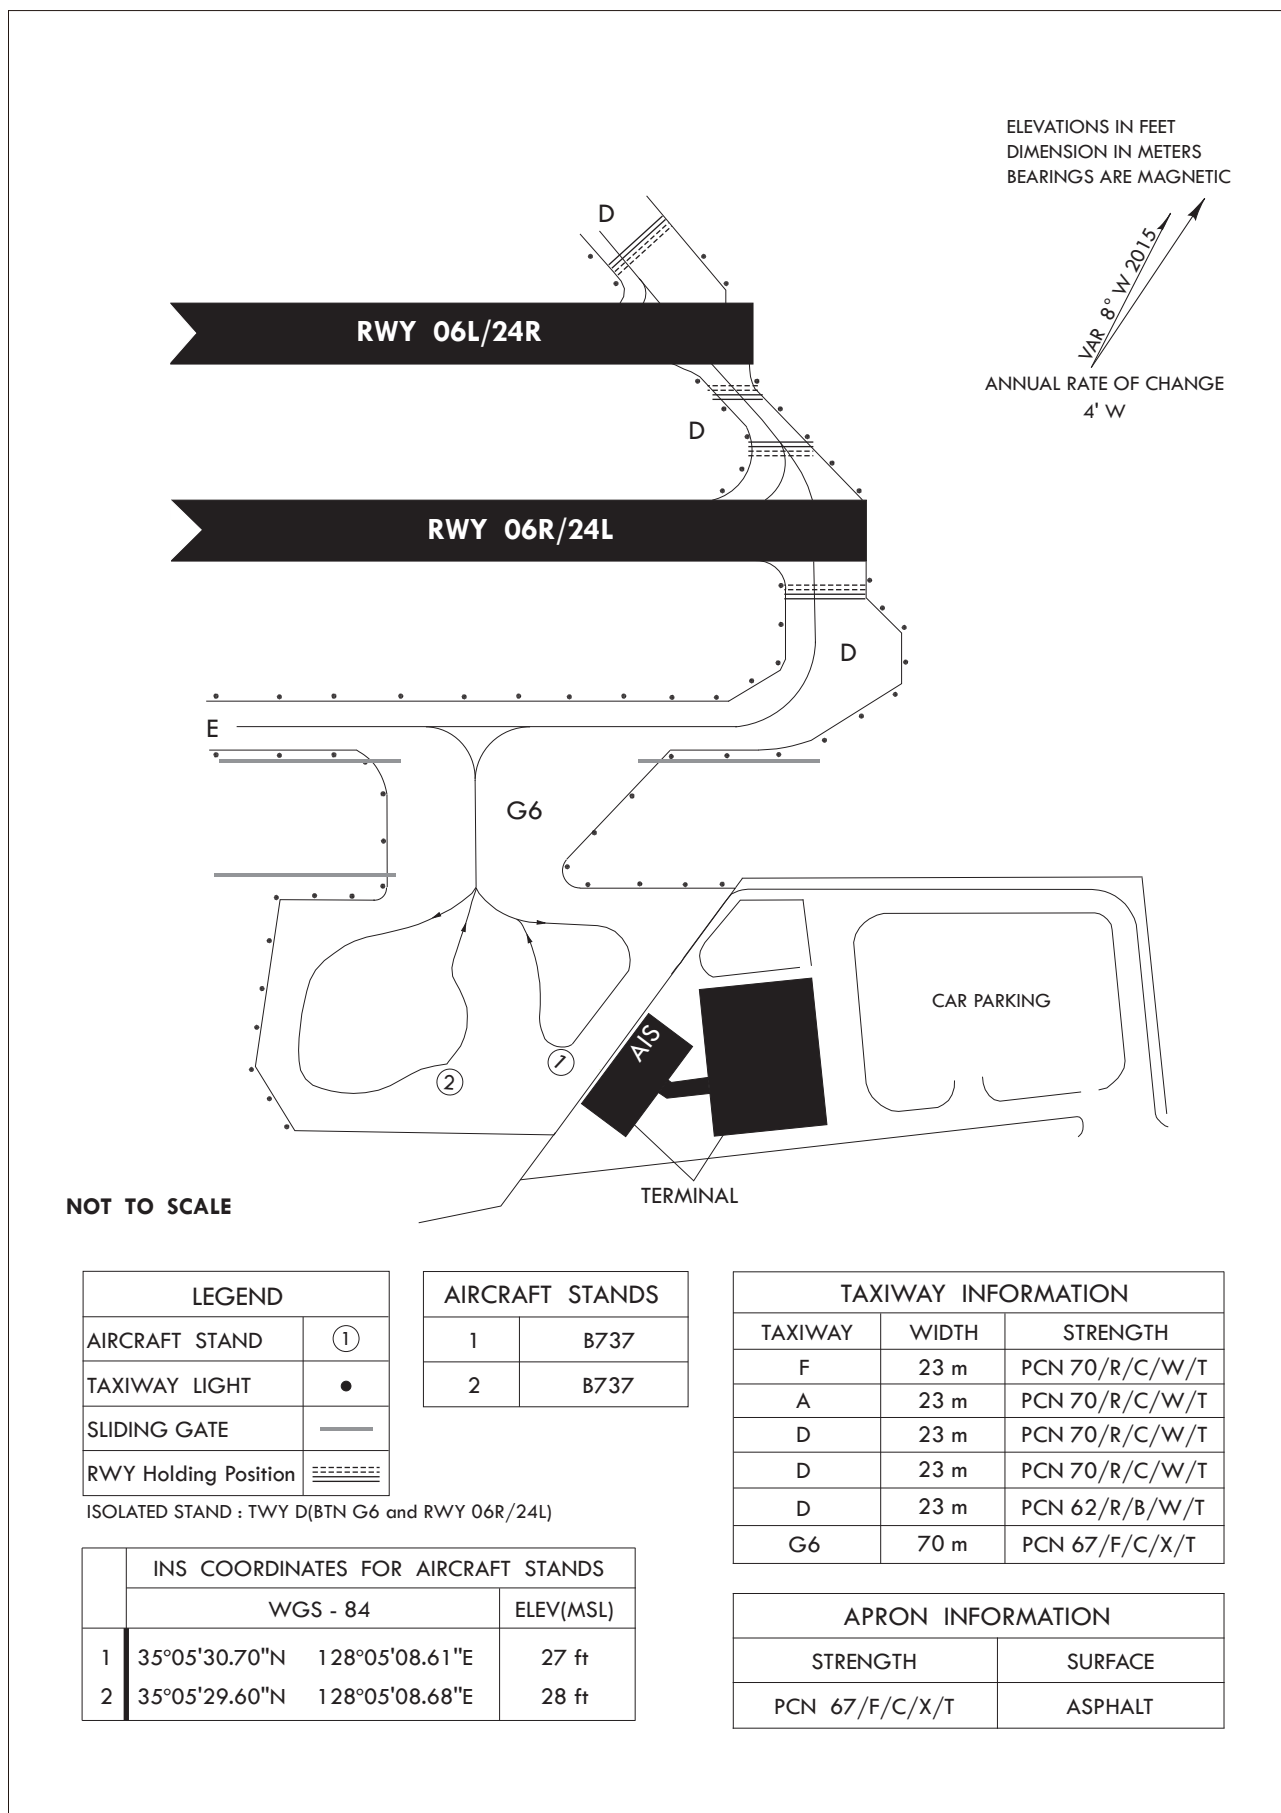 ELEVATIONS IN FEET
DIMENSION IN METERS
BEARINGS ARE MAGNETIC
VAR 8° W 2015
ANNUAL RATE OF CHANGE
4' W
D
RWY 06L/24R
D
RWY 06R/24L
D
E
G6
CAR PARKING
AIS
1
2
TERMINAL
NOT TO SCALE
LEGEND
AIRCRAFT STAND 1
TAXIWAY LIGHT
SLIDING GATE
RWY Holding Position
ISOLATED STAND : TWY D(BTN G6 and RWY 06R/24L)
AIRCRAFT STANDS
1 B737
2 B737
TAXIWAY INFORMATION
TAXIWAY WIDTH STRENGTH
F 23 m PCN 70/R/C/W/T
A 23 m PCN 70/R/C/W/T
D 23 m PCN 70/R/C/W/T
D 23 m PCN 70/R/C/W/T
D 23 m PCN 62/R/B/W/T
G6 70 m PCN 67/F/C/X/T
INS COORDINATES FOR AIRCRAFT STANDS
WGS - 84 ELEV(MSL)
1 35°05'30.70"N 128°05'08.61"E 27 ft
2 35°05'29.60"N 128°05'08.68"E 28 ft
APRON INFORMATION
STRENGTH SURFACE
PCN 67/F/C/X/T ASPHALT